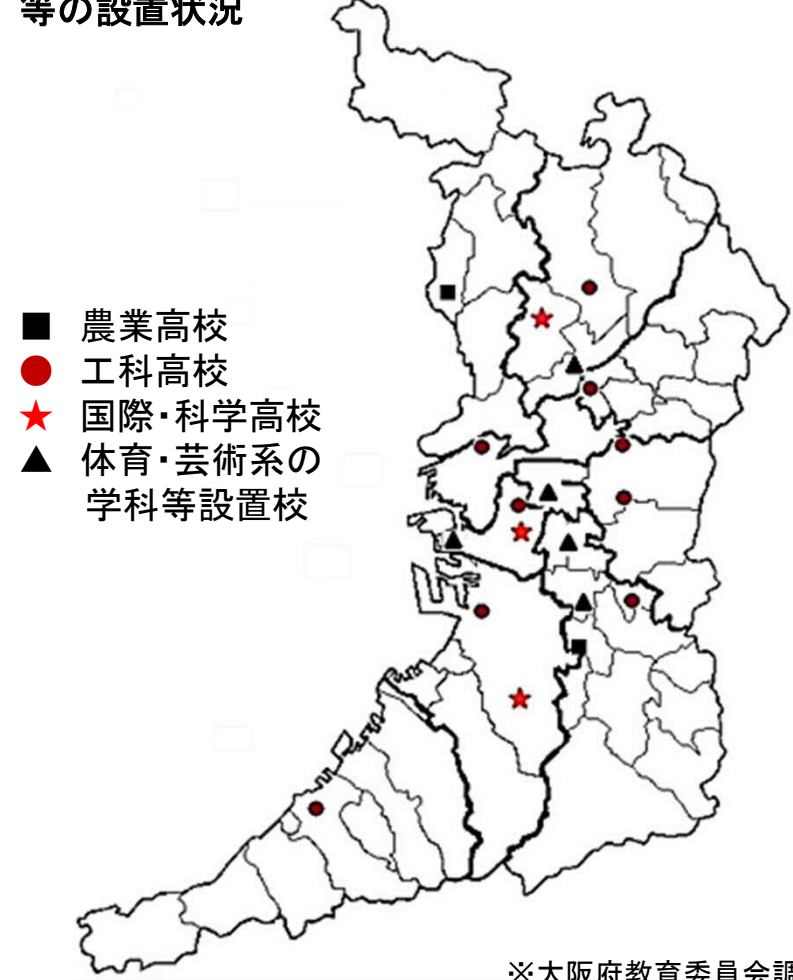 等の設置状況
■ 農業高校
● 工科高校
★ 国際・科学高校
▲ 体育・芸術系の
学科等設置校
※大阪府教育委員会調